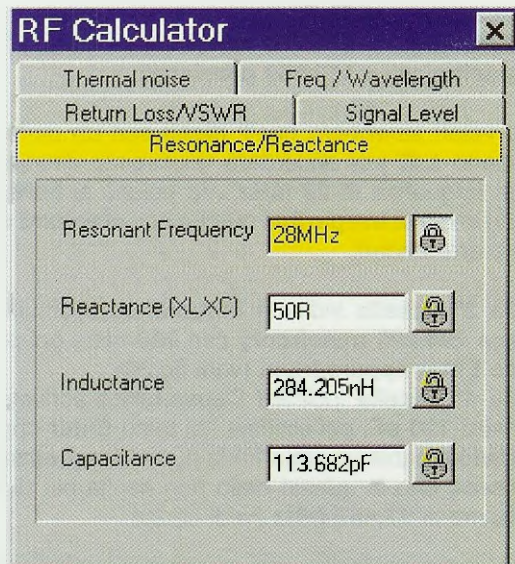 RF Calculator
Thermal noise
Freq / Wavelength
Return Loss/VSWR
Signal Level
Resonance/Reactance
Resonant Frequency 28MHz
Reactance (XL,XC) 50R
Inductance 284.205nH
Capacitance 113.682pF